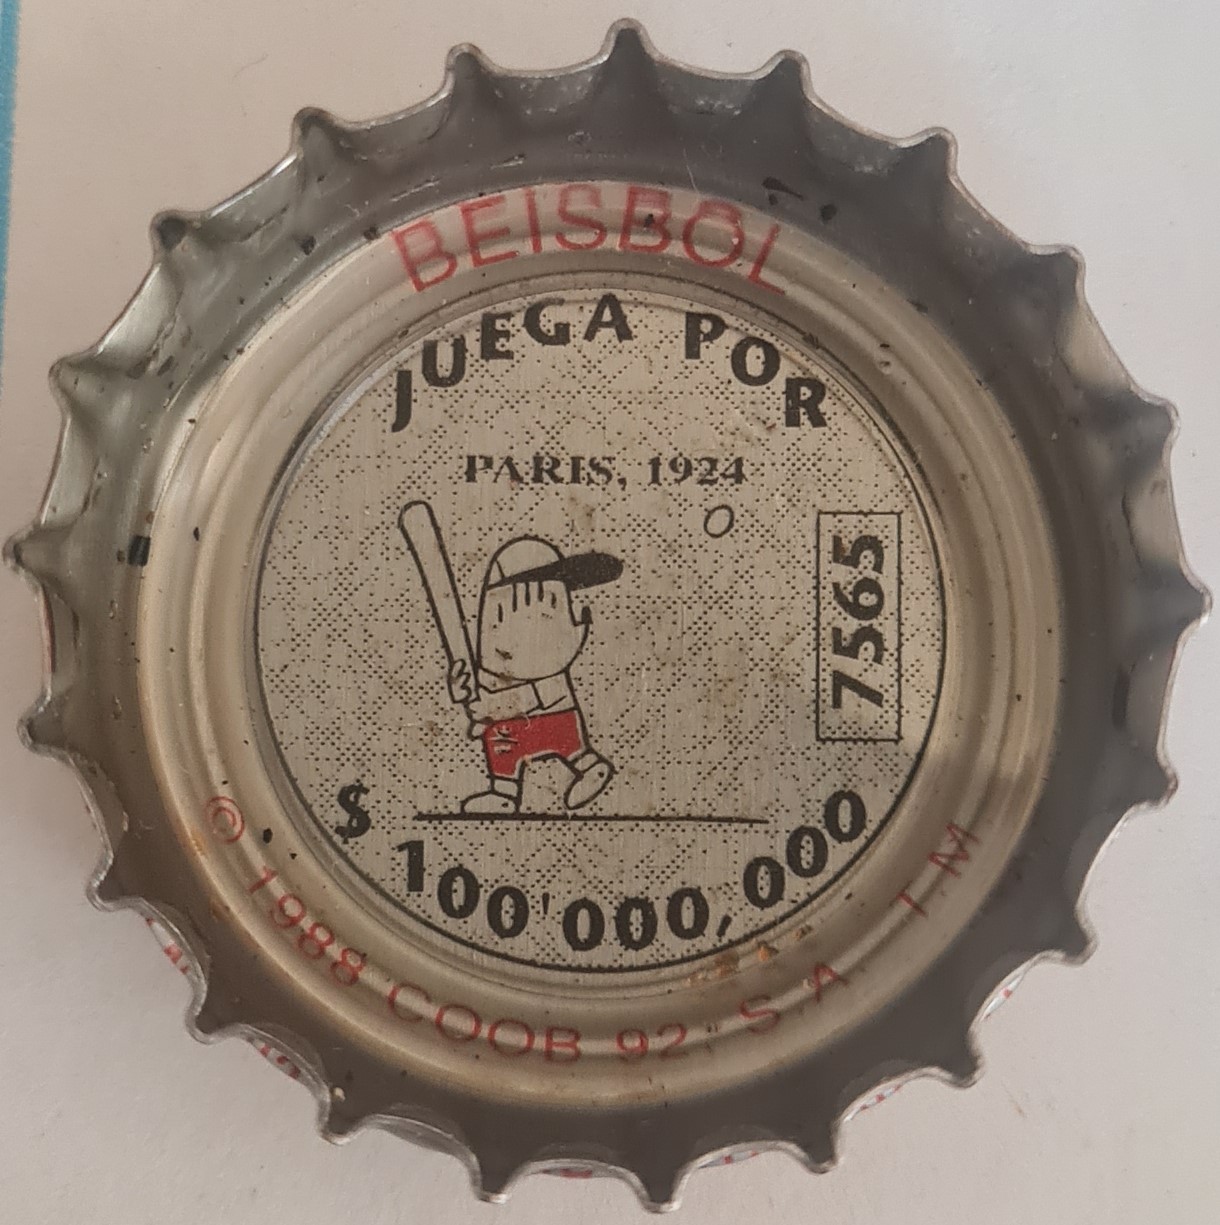 BEISBOL
JUEGA POR
PARIS, 1924
7565
$ 100'000,000
© 1988 COOB 92, S.A. T M